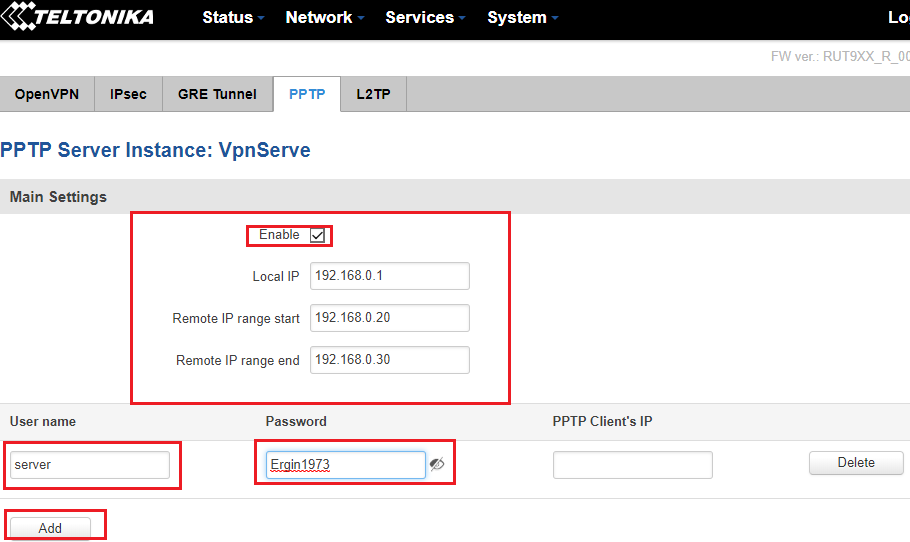 TELTONIKA Status Network Services System Lo
FW ver.: RUT9XX_R_00
OpenVPN IPsec GRE Tunnel PPTP L2TP
PPTP Server Instance: VpnServe
Main Settings
Enable
Local IP 192.168.0.1
Remote IP range start 192.168.0.20
Remote IP range end 192.168.0.30
User name Password PPTP Client's IP
server Ergin1973 Delete
Add